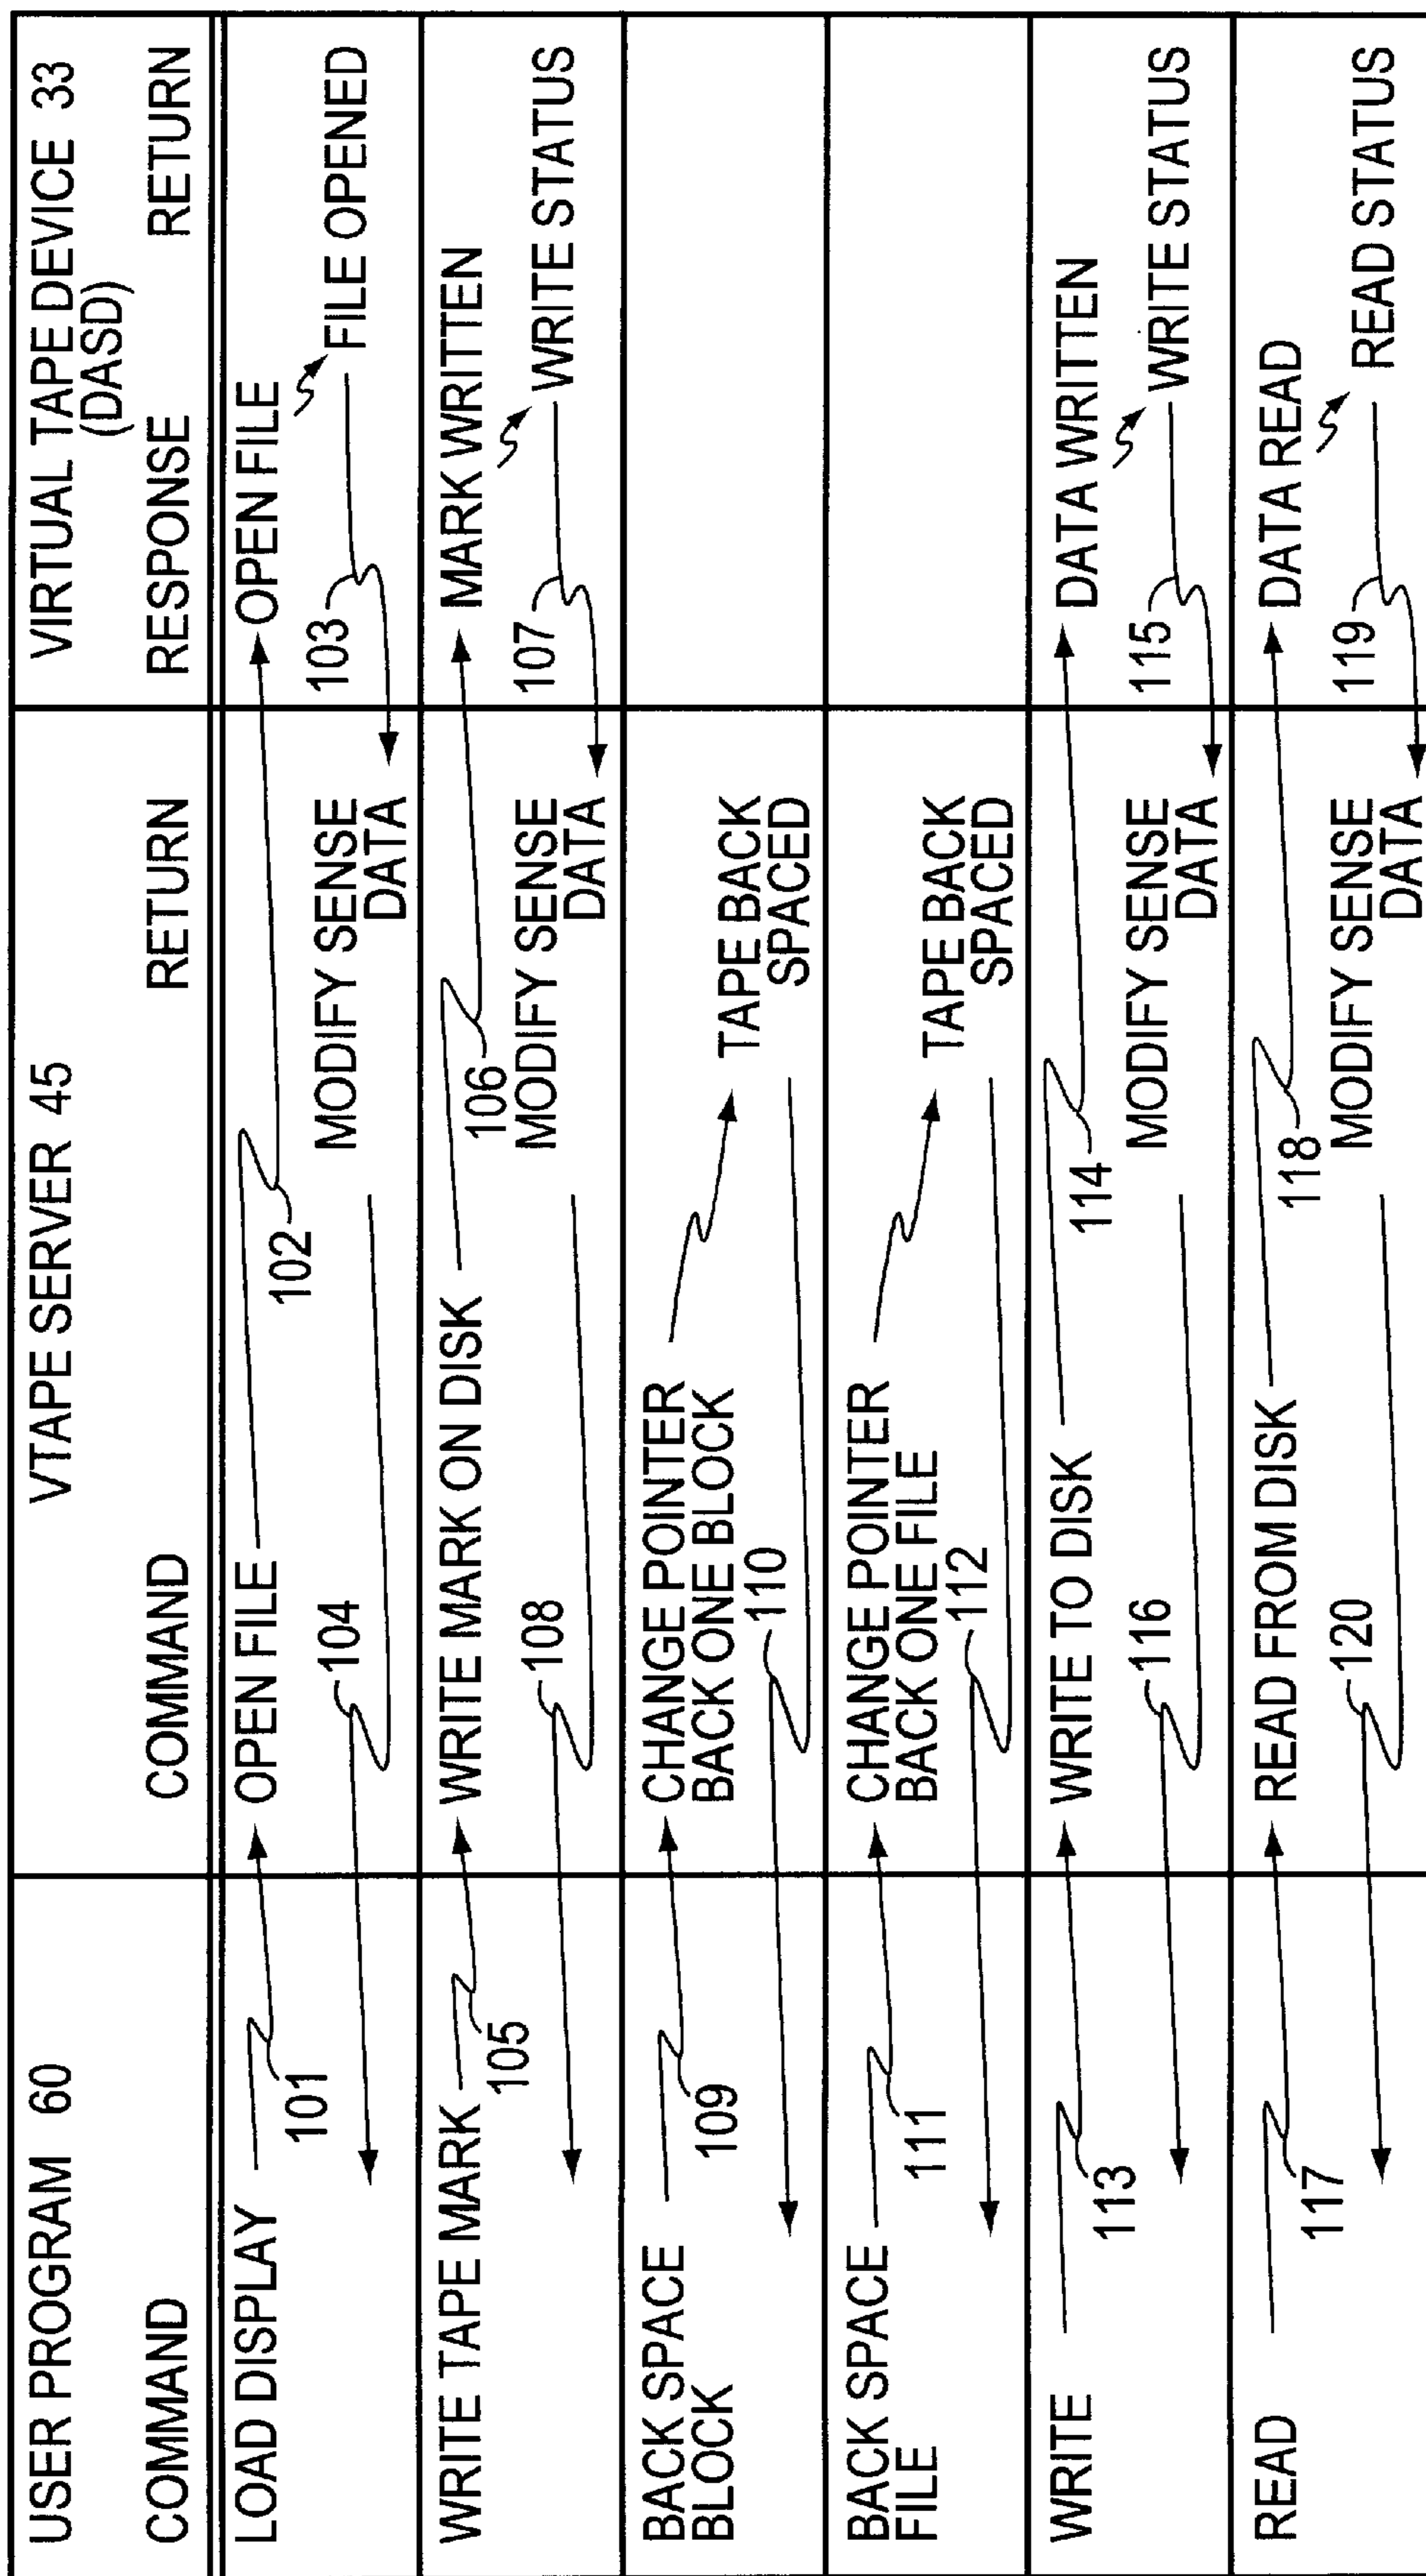 USER PROGRAM 60
COMMAND
VTAPE SERVER 45
COMMAND RETURN
VIRTUAL TAPE DEVICE 33
(DASD)
RESPONSE RETURN
LOAD DISPLAY
101
OPEN FILE
102
OPEN FILE
103
FILE OPENED
MODIFY SENSE
DATA
104
WRITE TAPE MARK
105
WRITE MARK ON DISK
106
MARK WRITTEN
107
WRITE STATUS
MODIFY SENSE
DATA
108
BACK SPACE
BLOCK
109
CHANGE POINTER
BACK ONE BLOCK
110
TAPE BACK
SPACED
BACK SPACE
FILE
111
CHANGE POINTER
BACK ONE FILE
112
TAPE BACK
SPACED
WRITE
113
WRITE TO DISK
114
DATA WRITTEN
115
WRITE STATUS
MODIFY SENSE
DATA
116
READ
117
READ FROM DISK
118
DATA READ
119
READ STATUS
MODIFY SENSE
DATA
120